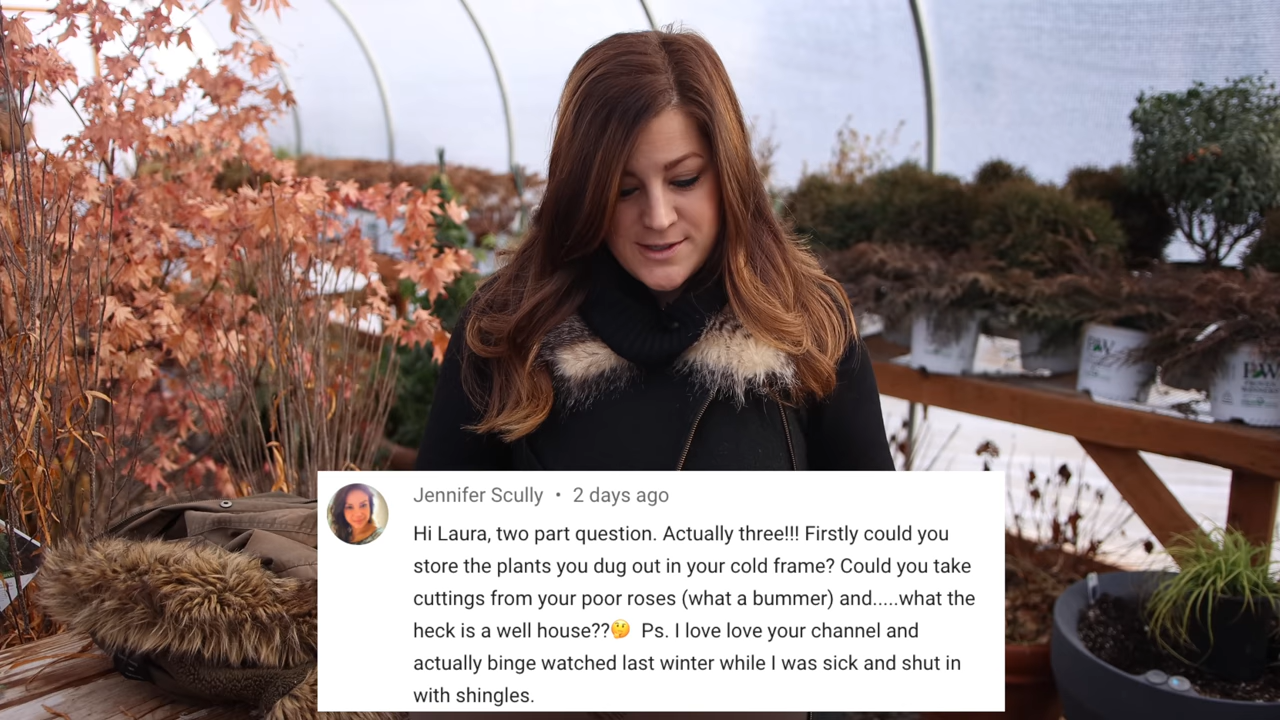 Jennifer Scully • 2 days ago
Hi Laura, two part question. Actually three!!! Firstly could you
store the plants you dug out in your cold frame? Could you take
cuttings from your poor roses (what a bummer) and.....what the
heck is a well house??🤔 Ps. I love love your channel and
actually binge watched last winter while I was sick and shut in
with shingles.
PW
PW